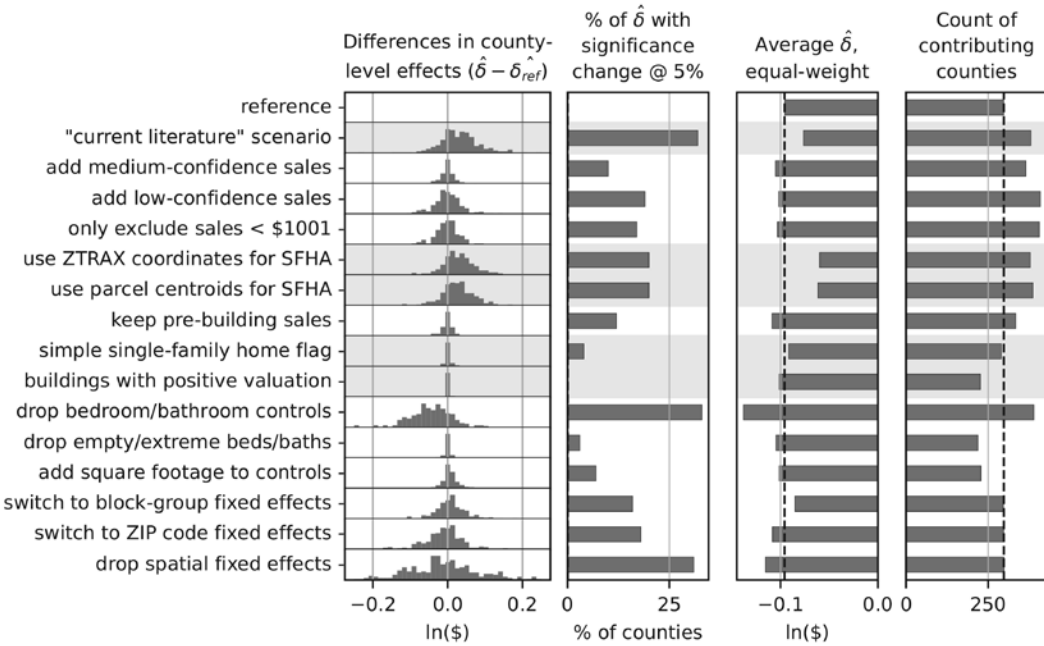 Differences in county-
level effects (δ̂ − δ̂ref)
% of δ̂ with
significance
change @ 5%
Average δ̂,
equal-weight
Count of
contributing
counties
reference
"current literature" scenario
add medium-confidence sales
add low-confidence sales
only exclude sales < $1001
use ZTRAX coordinates for SFHA
use parcel centroids for SFHA
keep pre-building sales
simple single-family home flag
buildings with positive valuation
drop bedroom/bathroom controls
drop empty/extreme beds/baths
add square footage to controls
switch to block-group fixed effects
switch to ZIP code fixed effects
drop spatial fixed effects
−0.2 0.0 0.2
ln($)
0 25
% of counties
−0.1 0.0
ln($)
0 250